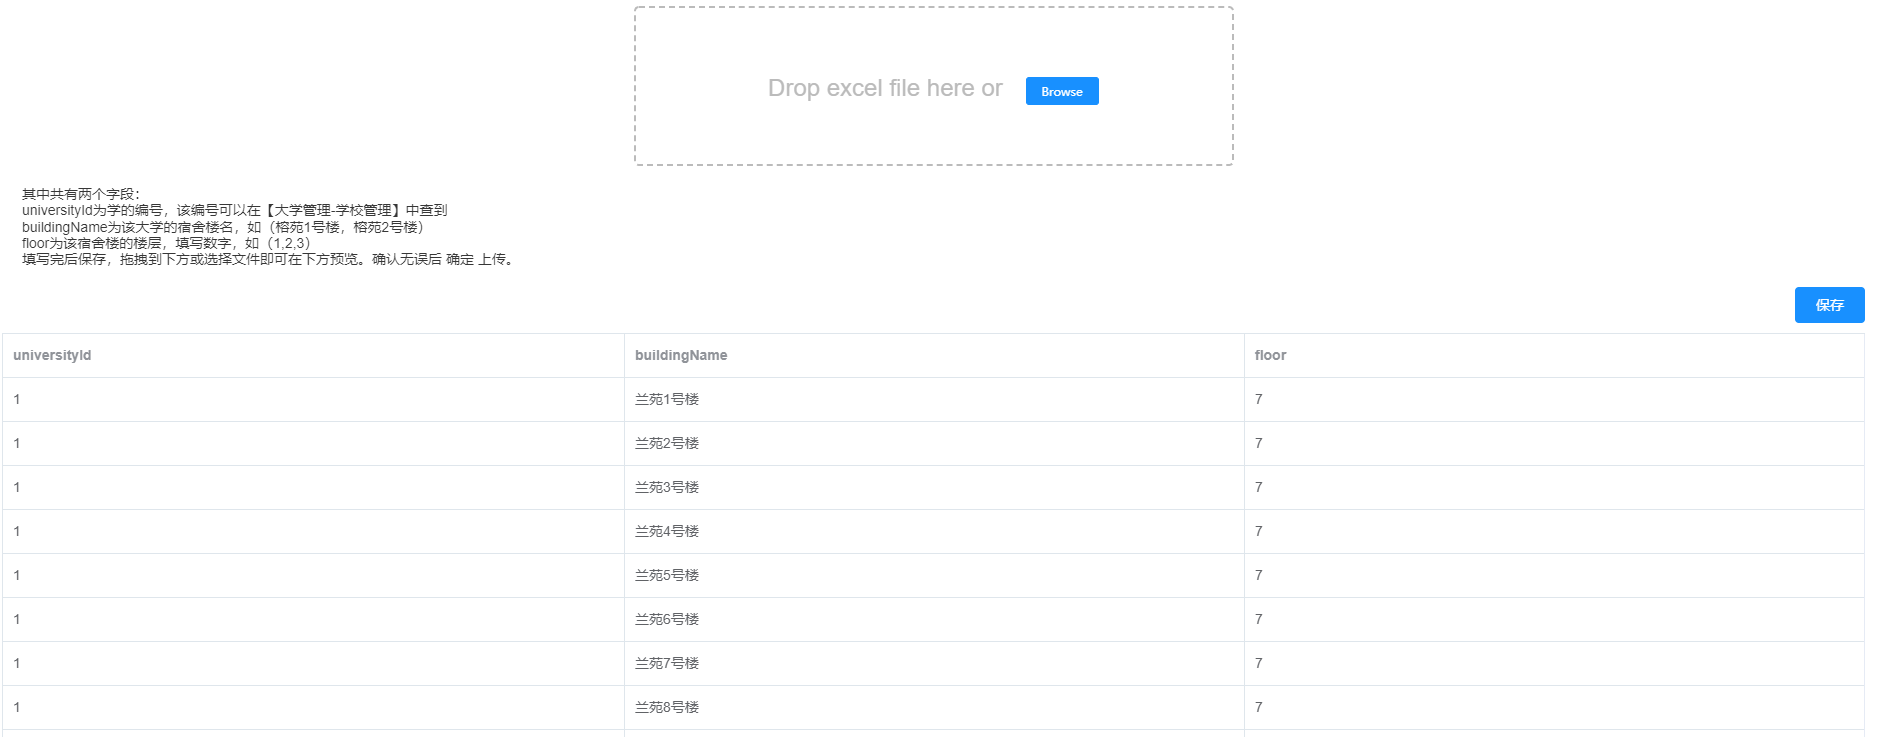 Drop excel file here or Browse
其中共有两个字段：
universityId为学的编号，该编号可以在【大学管理-学校管理】中查到
buildingName为该大学的宿舍楼名，如（榕苑1号楼，榕苑2号楼）
floor为该宿舍楼的楼层，填写数字，如（1,2,3）
填写完后保存，拖拽到下方或选择文件即可在下方预览。确认无误后 确定 上传。
保存
universityId buildingName floor
1 兰苑1号楼 7
1 兰苑2号楼 7
1 兰苑3号楼 7
1 兰苑4号楼 7
1 兰苑5号楼 7
1 兰苑6号楼 7
1 兰苑7号楼 7
1 兰苑8号楼 7